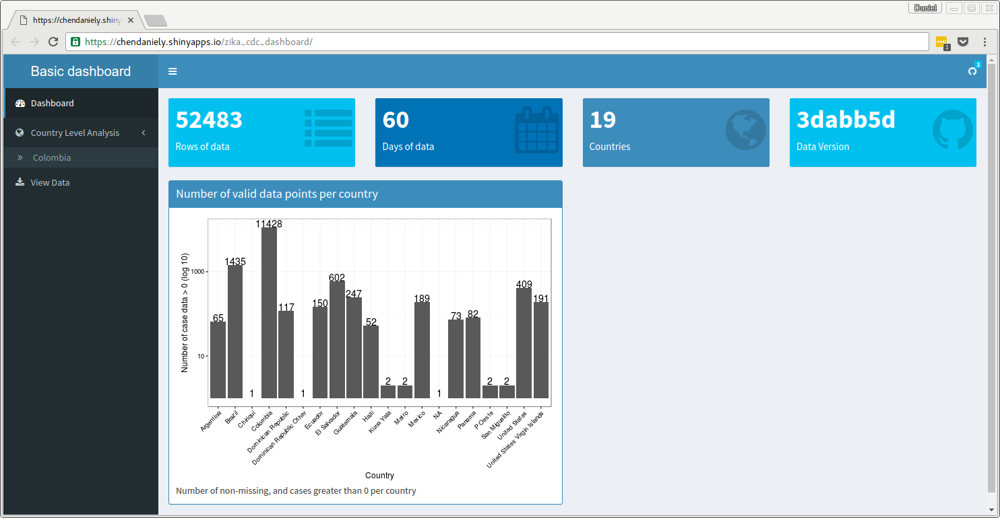 Daniel
https://chendaniely.shiny
https://chendaniely.shinyapps.io/zika_cdc_dashboard/
1
Basic dashboard
2
Dashboard
Country Level Analysis
Colombia
View Data
52483
Rows of data
60
Days of data
19
Countries
3dabb5d
Data Version
Number of valid data points per country
Number of case data > 0 (log 10)
1000
10
65
1435
1
11428
117
1
150
602
247
52
2
2
189
1
73
82
2
2
409
191
Argentina
Brazil
Chiriquí
Colombia
Dominican Republic
Dominican Republic Other
Ecuador
El Salvador
Guatemala
Haiti
Kuna Yala
Metro
Mexico
NA
Nicaragua
Panama
P.Oeste
San Miguelito
United States
United States Virgin Islands
Country
Number of non-missing, and cases greater than 0 per country